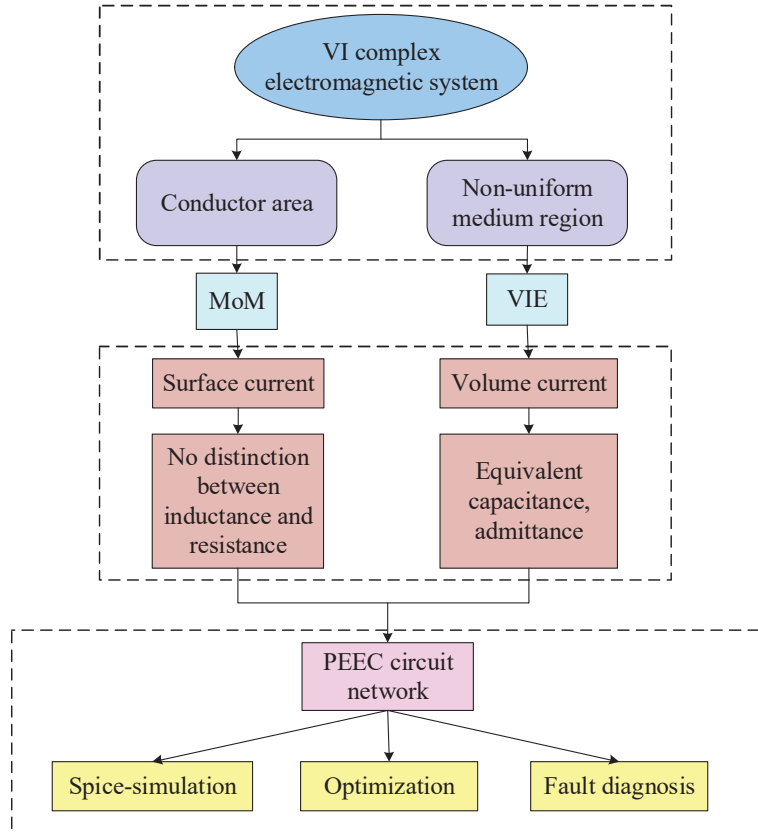 VI complex
electromagnetic system
Conductor area
Non-uniform
medium region
MoM
VIE
Surface current
Volume current
No distinction
between
inductance and
resistance
Equivalent
capacitance,
admittance
PEEC circuit
network
Spice-simulation
Optimization
Fault diagnosis